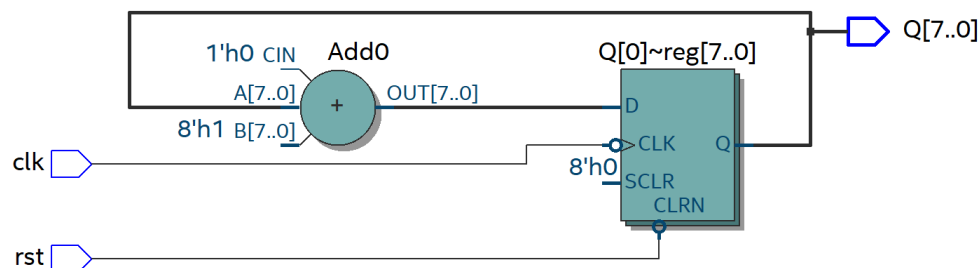 Q[7..0]
1'h0 CIN
Add0
Q[0]~reg[7..0]
A[7..0]
+
OUT[7..0]
D
8'h1 B[7..0]
clk
CLK
Q
8'h0
SCLR
CLRN
rst